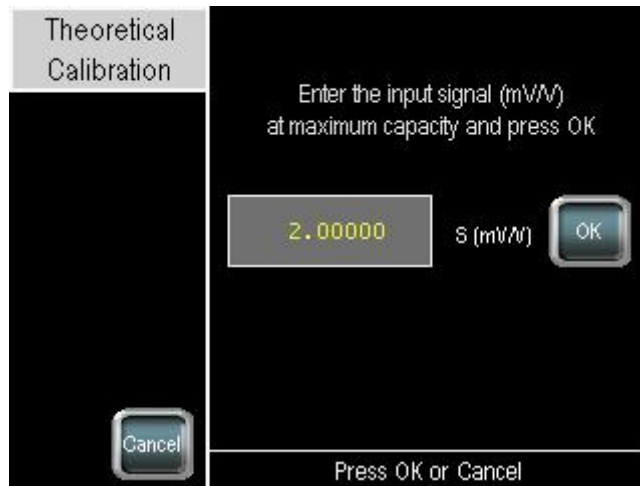 Theoretical
Calibration
Enter the input signal (mV/V)
at maximum capacity and press OK
2.00000
S (mV/V)
OK
Cancel
Press OK or Cancel